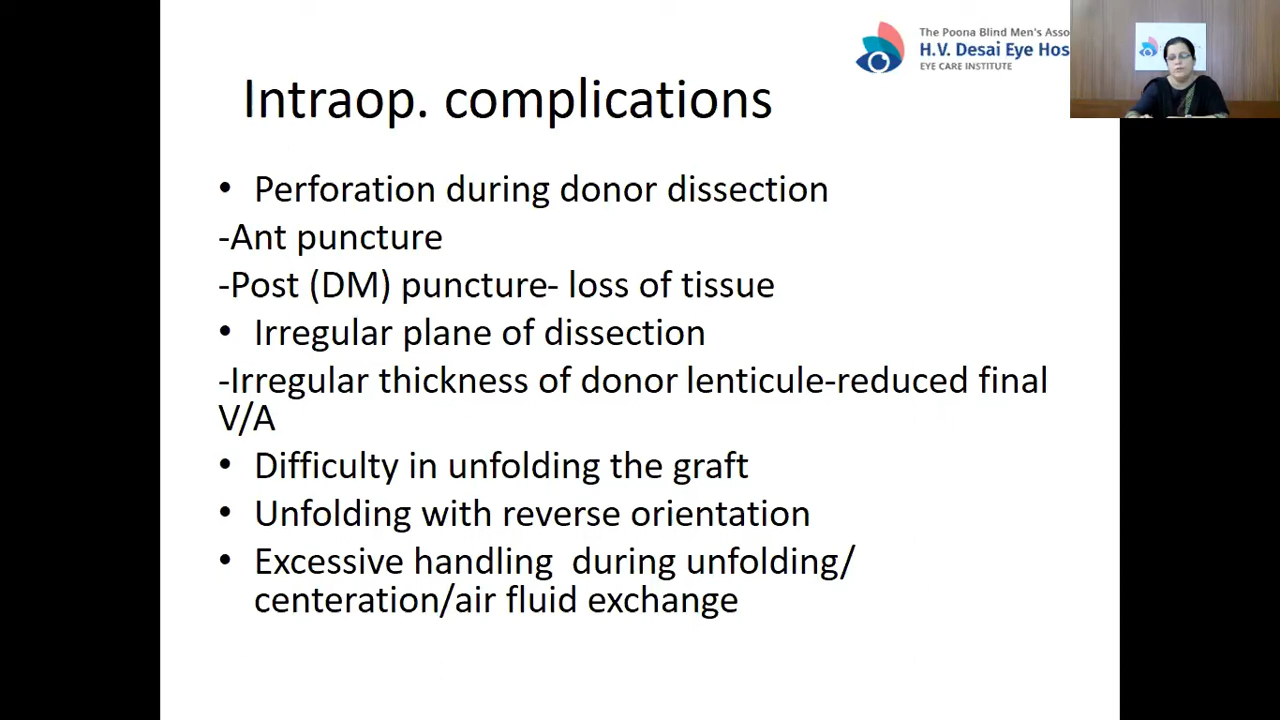 The Poona Blind Men's Asso
H.V. Desai Eye Hos
EYE CARE INSTITUTE
Intraop. complications
• Perforation during donor dissection
-Ant puncture
-Post (DM) puncture- loss of tissue
• Irregular plane of dissection
-Irregular thickness of donor lenticule-reduced final
V/A
• Difficulty in unfolding the graft
• Unfolding with reverse orientation
• Excessive handling during unfolding/
centeration/air fluid exchange